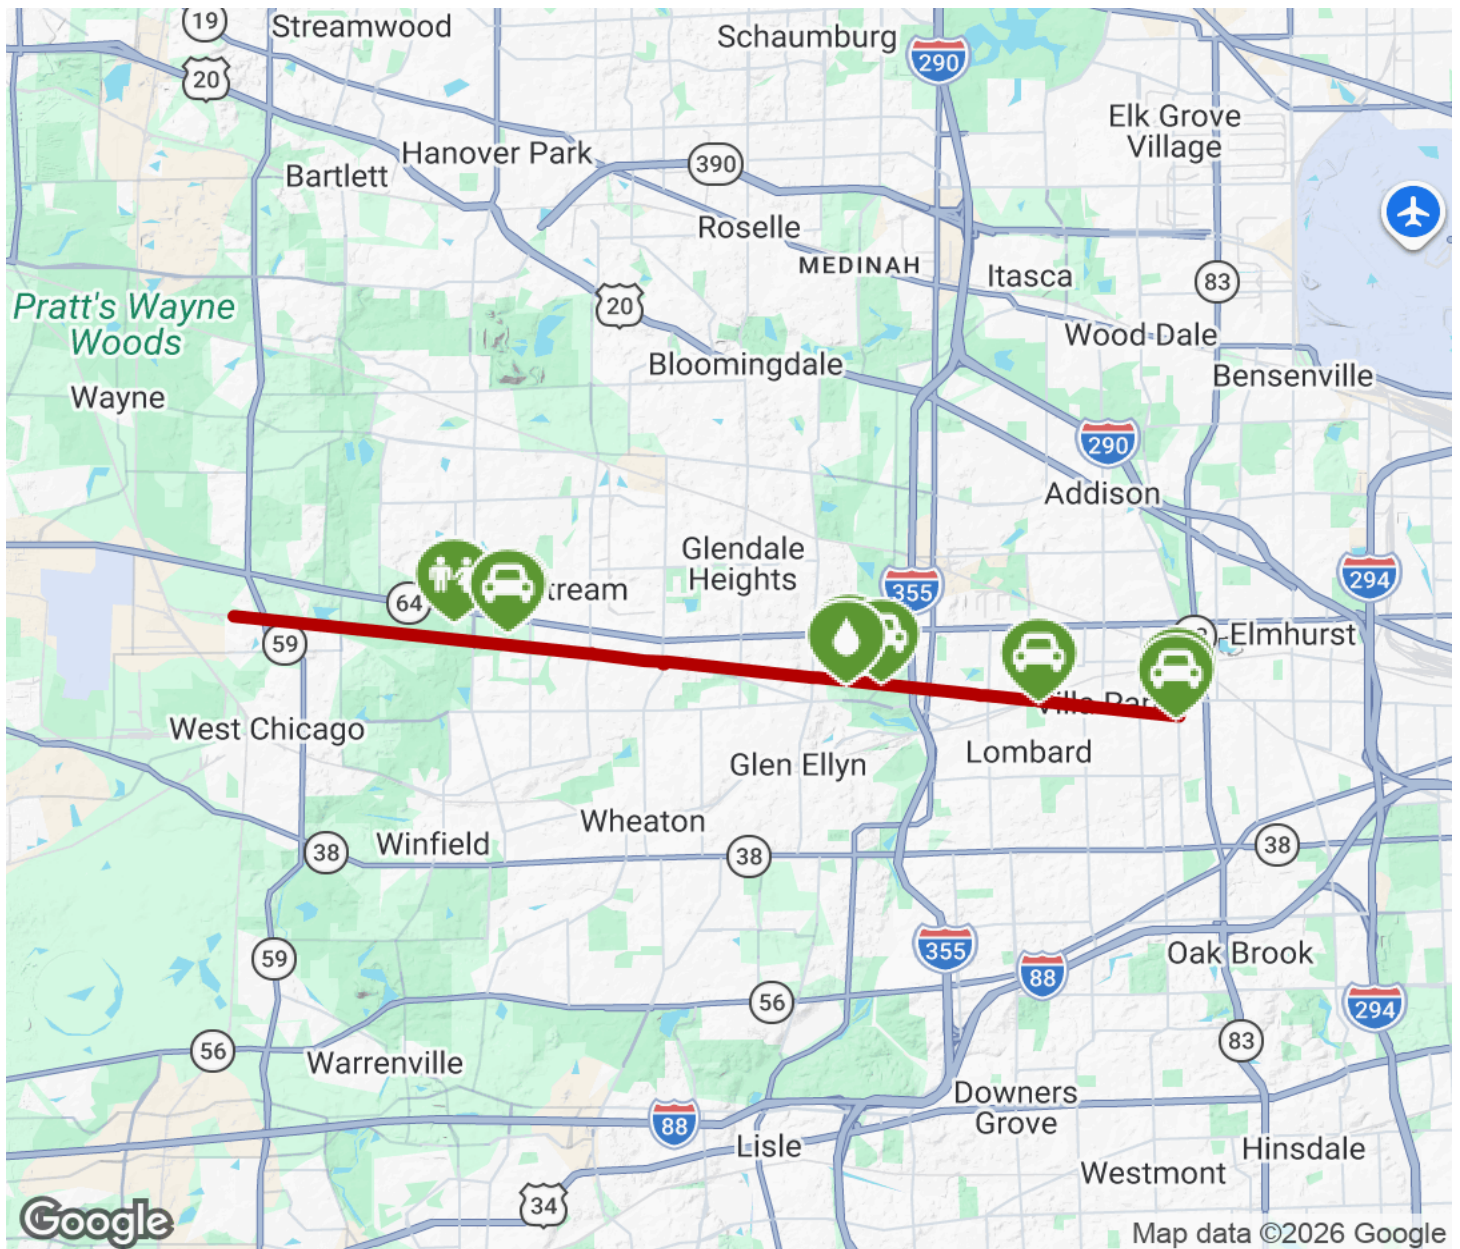 19
Streamwood
Schaumburg
290
20
Elk Grove
Village
Hanover Park
390
Bartlett
Roselle
MEDINAH
Itasca
83
Pratt's Wayne
Woods
20
Wood Dale
Bloomingdale
Bensenville
Wayne
290
Addison
Glendale
Heights
294
355
tream
64
Elmhurst
59
West Chicago
Villa Par
Lombard
Glen Ellyn
Wheaton
Winfield
38
38
38
355
Oak Brook
59
88
56
294
56
83
Warrenville
Downers
Grove
88
Lisle
Hinsdale
Westmont
34
Google
Map data ©2026 Google